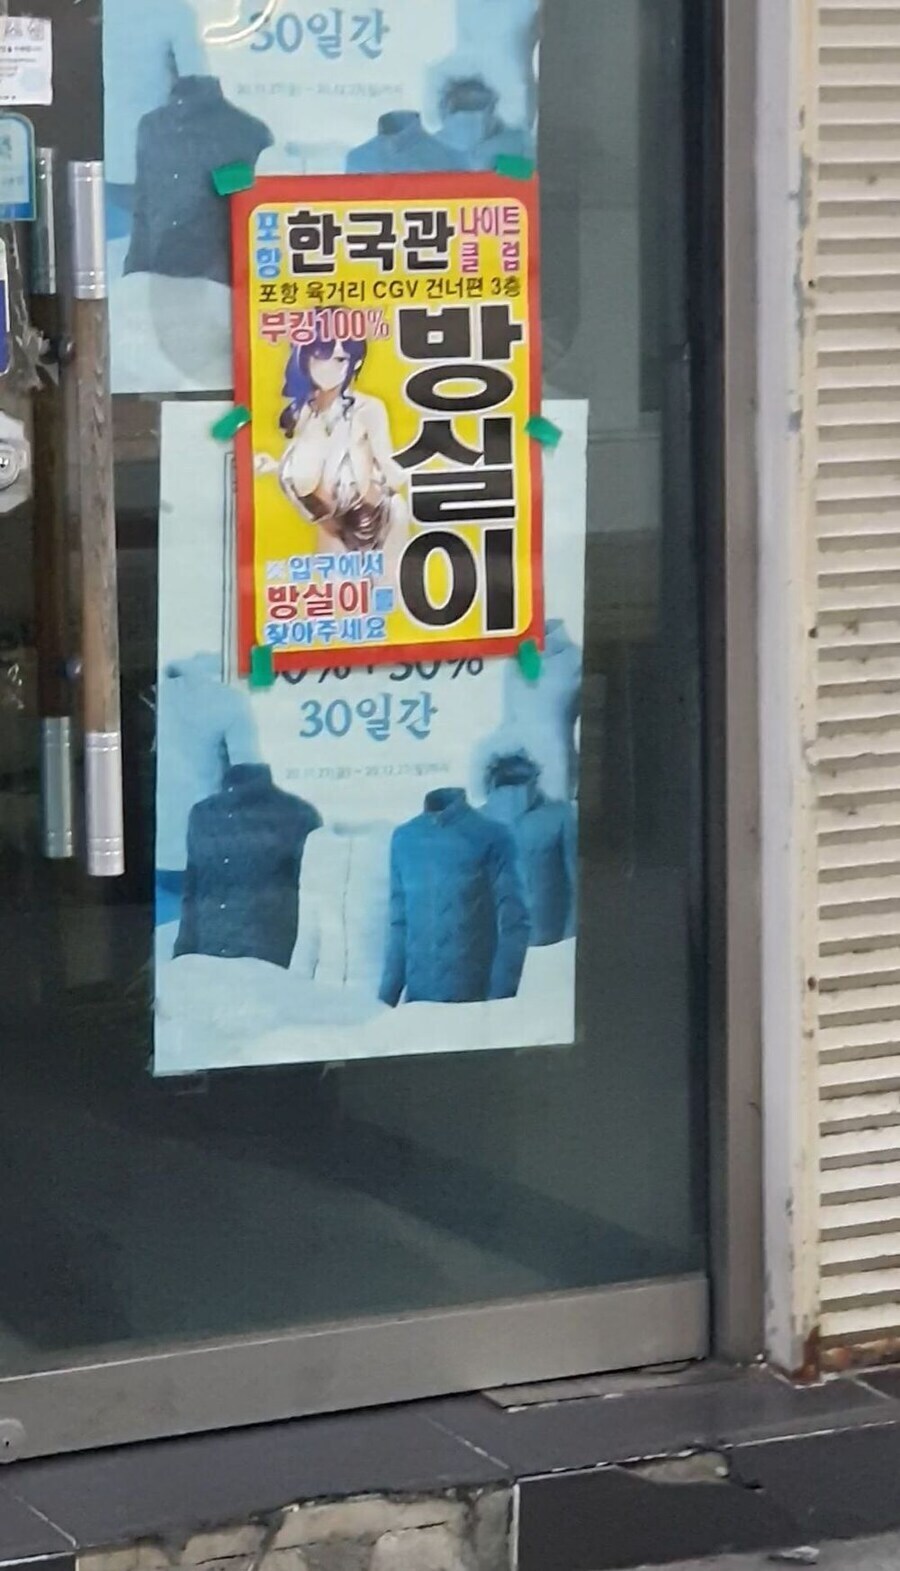 30일간
포항 한국관 나이트클럽
포항 육거리 CGV 건너편 3층
부킹100%
방실이
※입구에서
방실이를
찾아주세요
30%
30일간